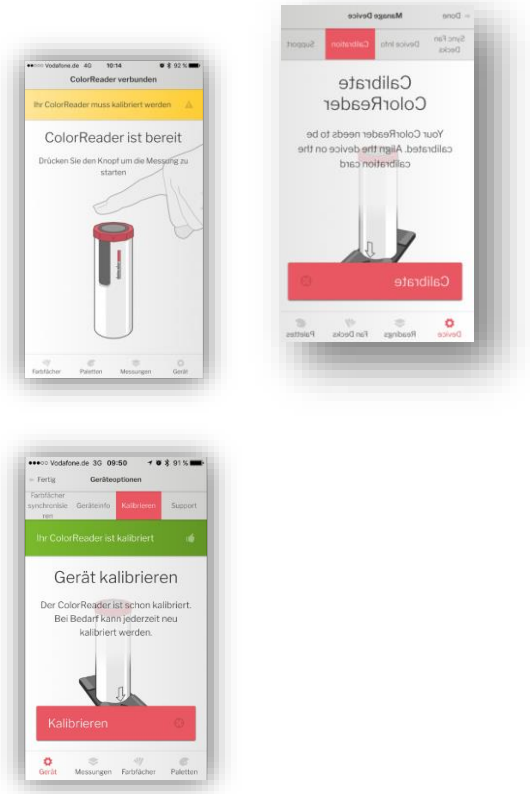 ●●○○○ Vodafone.de 4G 10:14 92 %
ColorReader verbunden
Ihr ColorReader muss kalibriert werden
ColorReader ist bereit
Drücken Sie den Knopf um die Messung zu
starten
Farbfächer Paletten Messungen Gerät
Done
Manage Device
Sync Fan
Decks
Device Info
Calibration
Support
Calibrate
ColorReader
Your ColorReader needs to be
calibrated. Align the device on the
calibration card
Calibrate
Device Readings Fan Decks Palettes
●●●○○ Vodafone.de 3G 09:50 91 %
Fertig Geräteoptionen
Farbfächer
synchronisie
ren
Geräteinfo Kalibrieren Support
Ihr ColorReader ist kalibriert
Gerät kalibrieren
Der ColorReader ist schon kalibriert.
Bei Bedarf kann jederzeit neu
kalibriert werden.
Kalibrieren
Gerät Messungen Farbfächer Paletten